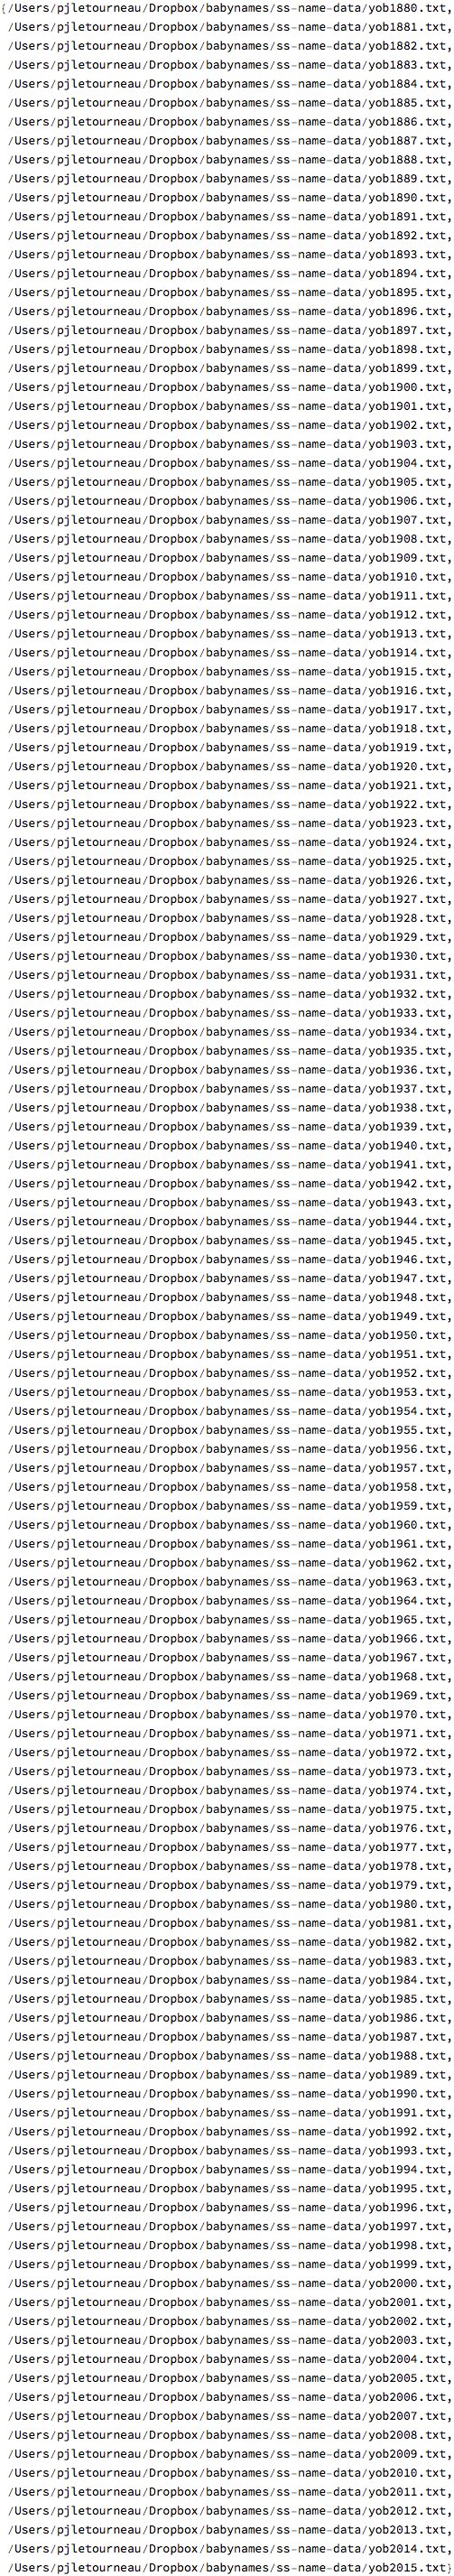 {/Users/pjletourneau/Dropbox/babynames/ss-name-data/yob1880.txt,
/Users/pjletourneau/Dropbox/babynames/ss-name-data/yob1881.txt,
/Users/pjletourneau/Dropbox/babynames/ss-name-data/yob1882.txt,
/Users/pjletourneau/Dropbox/babynames/ss-name-data/yob1883.txt,
/Users/pjletourneau/Dropbox/babynames/ss-name-data/yob1884.txt,
/Users/pjletourneau/Dropbox/babynames/ss-name-data/yob1885.txt,
/Users/pjletourneau/Dropbox/babynames/ss-name-data/yob1886.txt,
/Users/pjletourneau/Dropbox/babynames/ss-name-data/yob1887.txt,
/Users/pjletourneau/Dropbox/babynames/ss-name-data/yob1888.txt,
/Users/pjletourneau/Dropbox/babynames/ss-name-data/yob1889.txt,
/Users/pjletourneau/Dropbox/babynames/ss-name-data/yob1890.txt,
/Users/pjletourneau/Dropbox/babynames/ss-name-data/yob1891.txt,
/Users/pjletourneau/Dropbox/babynames/ss-name-data/yob1892.txt,
/Users/pjletourneau/Dropbox/babynames/ss-name-data/yob1893.txt,
/Users/pjletourneau/Dropbox/babynames/ss-name-data/yob1894.txt,
/Users/pjletourneau/Dropbox/babynames/ss-name-data/yob1895.txt,
/Users/pjletourneau/Dropbox/babynames/ss-name-data/yob1896.txt,
/Users/pjletourneau/Dropbox/babynames/ss-name-data/yob1897.txt,
/Users/pjletourneau/Dropbox/babynames/ss-name-data/yob1898.txt,
/Users/pjletourneau/Dropbox/babynames/ss-name-data/yob1899.txt,
/Users/pjletourneau/Dropbox/babynames/ss-name-data/yob1900.txt,
/Users/pjletourneau/Dropbox/babynames/ss-name-data/yob1901.txt,
/Users/pjletourneau/Dropbox/babynames/ss-name-data/yob1902.txt,
/Users/pjletourneau/Dropbox/babynames/ss-name-data/yob1903.txt,
/Users/pjletourneau/Dropbox/babynames/ss-name-data/yob1904.txt,
/Users/pjletourneau/Dropbox/babynames/ss-name-data/yob1905.txt,
/Users/pjletourneau/Dropbox/babynames/ss-name-data/yob1906.txt,
/Users/pjletourneau/Dropbox/babynames/ss-name-data/yob1907.txt,
/Users/pjletourneau/Dropbox/babynames/ss-name-data/yob1908.txt,
/Users/pjletourneau/Dropbox/babynames/ss-name-data/yob1909.txt,
/Users/pjletourneau/Dropbox/babynames/ss-name-data/yob1910.txt,
/Users/pjletourneau/Dropbox/babynames/ss-name-data/yob1911.txt,
/Users/pjletourneau/Dropbox/babynames/ss-name-data/yob1912.txt,
/Users/pjletourneau/Dropbox/babynames/ss-name-data/yob1913.txt,
/Users/pjletourneau/Dropbox/babynames/ss-name-data/yob1914.txt,
/Users/pjletourneau/Dropbox/babynames/ss-name-data/yob1915.txt,
/Users/pjletourneau/Dropbox/babynames/ss-name-data/yob1916.txt,
/Users/pjletourneau/Dropbox/babynames/ss-name-data/yob1917.txt,
/Users/pjletourneau/Dropbox/babynames/ss-name-data/yob1918.txt,
/Users/pjletourneau/Dropbox/babynames/ss-name-data/yob1919.txt,
/Users/pjletourneau/Dropbox/babynames/ss-name-data/yob1920.txt,
/Users/pjletourneau/Dropbox/babynames/ss-name-data/yob1921.txt,
/Users/pjletourneau/Dropbox/babynames/ss-name-data/yob1922.txt,
/Users/pjletourneau/Dropbox/babynames/ss-name-data/yob1923.txt,
/Users/pjletourneau/Dropbox/babynames/ss-name-data/yob1924.txt,
/Users/pjletourneau/Dropbox/babynames/ss-name-data/yob1925.txt,
/Users/pjletourneau/Dropbox/babynames/ss-name-data/yob1926.txt,
/Users/pjletourneau/Dropbox/babynames/ss-name-data/yob1927.txt,
/Users/pjletourneau/Dropbox/babynames/ss-name-data/yob1928.txt,
/Users/pjletourneau/Dropbox/babynames/ss-name-data/yob1929.txt,
/Users/pjletourneau/Dropbox/babynames/ss-name-data/yob1930.txt,
/Users/pjletourneau/Dropbox/babynames/ss-name-data/yob1931.txt,
/Users/pjletourneau/Dropbox/babynames/ss-name-data/yob1932.txt,
/Users/pjletourneau/Dropbox/babynames/ss-name-data/yob1933.txt,
/Users/pjletourneau/Dropbox/babynames/ss-name-data/yob1934.txt,
/Users/pjletourneau/Dropbox/babynames/ss-name-data/yob1935.txt,
/Users/pjletourneau/Dropbox/babynames/ss-name-data/yob1936.txt,
/Users/pjletourneau/Dropbox/babynames/ss-name-data/yob1937.txt,
/Users/pjletourneau/Dropbox/babynames/ss-name-data/yob1938.txt,
/Users/pjletourneau/Dropbox/babynames/ss-name-data/yob1939.txt,
/Users/pjletourneau/Dropbox/babynames/ss-name-data/yob1940.txt,
/Users/pjletourneau/Dropbox/babynames/ss-name-data/yob1941.txt,
/Users/pjletourneau/Dropbox/babynames/ss-name-data/yob1942.txt,
/Users/pjletourneau/Dropbox/babynames/ss-name-data/yob1943.txt,
/Users/pjletourneau/Dropbox/babynames/ss-name-data/yob1944.txt,
/Users/pjletourneau/Dropbox/babynames/ss-name-data/yob1945.txt,
/Users/pjletourneau/Dropbox/babynames/ss-name-data/yob1946.txt,
/Users/pjletourneau/Dropbox/babynames/ss-name-data/yob1947.txt,
/Users/pjletourneau/Dropbox/babynames/ss-name-data/yob1948.txt,
/Users/pjletourneau/Dropbox/babynames/ss-name-data/yob1949.txt,
/Users/pjletourneau/Dropbox/babynames/ss-name-data/yob1950.txt,
/Users/pjletourneau/Dropbox/babynames/ss-name-data/yob1951.txt,
/Users/pjletourneau/Dropbox/babynames/ss-name-data/yob1952.txt,
/Users/pjletourneau/Dropbox/babynames/ss-name-data/yob1953.txt,
/Users/pjletourneau/Dropbox/babynames/ss-name-data/yob1954.txt,
/Users/pjletourneau/Dropbox/babynames/ss-name-data/yob1955.txt,
/Users/pjletourneau/Dropbox/babynames/ss-name-data/yob1956.txt,
/Users/pjletourneau/Dropbox/babynames/ss-name-data/yob1957.txt,
/Users/pjletourneau/Dropbox/babynames/ss-name-data/yob1958.txt,
/Users/pjletourneau/Dropbox/babynames/ss-name-data/yob1959.txt,
/Users/pjletourneau/Dropbox/babynames/ss-name-data/yob1960.txt,
/Users/pjletourneau/Dropbox/babynames/ss-name-data/yob1961.txt,
/Users/pjletourneau/Dropbox/babynames/ss-name-data/yob1962.txt,
/Users/pjletourneau/Dropbox/babynames/ss-name-data/yob1963.txt,
/Users/pjletourneau/Dropbox/babynames/ss-name-data/yob1964.txt,
/Users/pjletourneau/Dropbox/babynames/ss-name-data/yob1965.txt,
/Users/pjletourneau/Dropbox/babynames/ss-name-data/yob1966.txt,
/Users/pjletourneau/Dropbox/babynames/ss-name-data/yob1967.txt,
/Users/pjletourneau/Dropbox/babynames/ss-name-data/yob1968.txt,
/Users/pjletourneau/Dropbox/babynames/ss-name-data/yob1969.txt,
/Users/pjletourneau/Dropbox/babynames/ss-name-data/yob1970.txt,
/Users/pjletourneau/Dropbox/babynames/ss-name-data/yob1971.txt,
/Users/pjletourneau/Dropbox/babynames/ss-name-data/yob1972.txt,
/Users/pjletourneau/Dropbox/babynames/ss-name-data/yob1973.txt,
/Users/pjletourneau/Dropbox/babynames/ss-name-data/yob1974.txt,
/Users/pjletourneau/Dropbox/babynames/ss-name-data/yob1975.txt,
/Users/pjletourneau/Dropbox/babynames/ss-name-data/yob1976.txt,
/Users/pjletourneau/Dropbox/babynames/ss-name-data/yob1977.txt,
/Users/pjletourneau/Dropbox/babynames/ss-name-data/yob1978.txt,
/Users/pjletourneau/Dropbox/babynames/ss-name-data/yob1979.txt,
/Users/pjletourneau/Dropbox/babynames/ss-name-data/yob1980.txt,
/Users/pjletourneau/Dropbox/babynames/ss-name-data/yob1981.txt,
/Users/pjletourneau/Dropbox/babynames/ss-name-data/yob1982.txt,
/Users/pjletourneau/Dropbox/babynames/ss-name-data/yob1983.txt,
/Users/pjletourneau/Dropbox/babynames/ss-name-data/yob1984.txt,
/Users/pjletourneau/Dropbox/babynames/ss-name-data/yob1985.txt,
/Users/pjletourneau/Dropbox/babynames/ss-name-data/yob1986.txt,
/Users/pjletourneau/Dropbox/babynames/ss-name-data/yob1987.txt,
/Users/pjletourneau/Dropbox/babynames/ss-name-data/yob1988.txt,
/Users/pjletourneau/Dropbox/babynames/ss-name-data/yob1989.txt,
/Users/pjletourneau/Dropbox/babynames/ss-name-data/yob1990.txt,
/Users/pjletourneau/Dropbox/babynames/ss-name-data/yob1991.txt,
/Users/pjletourneau/Dropbox/babynames/ss-name-data/yob1992.txt,
/Users/pjletourneau/Dropbox/babynames/ss-name-data/yob1993.txt,
/Users/pjletourneau/Dropbox/babynames/ss-name-data/yob1994.txt,
/Users/pjletourneau/Dropbox/babynames/ss-name-data/yob1995.txt,
/Users/pjletourneau/Dropbox/babynames/ss-name-data/yob1996.txt,
/Users/pjletourneau/Dropbox/babynames/ss-name-data/yob1997.txt,
/Users/pjletourneau/Dropbox/babynames/ss-name-data/yob1998.txt,
/Users/pjletourneau/Dropbox/babynames/ss-name-data/yob1999.txt,
/Users/pjletourneau/Dropbox/babynames/ss-name-data/yob2000.txt,
/Users/pjletourneau/Dropbox/babynames/ss-name-data/yob2001.txt,
/Users/pjletourneau/Dropbox/babynames/ss-name-data/yob2002.txt,
/Users/pjletourneau/Dropbox/babynames/ss-name-data/yob2003.txt,
/Users/pjletourneau/Dropbox/babynames/ss-name-data/yob2004.txt,
/Users/pjletourneau/Dropbox/babynames/ss-name-data/yob2005.txt,
/Users/pjletourneau/Dropbox/babynames/ss-name-data/yob2006.txt,
/Users/pjletourneau/Dropbox/babynames/ss-name-data/yob2007.txt,
/Users/pjletourneau/Dropbox/babynames/ss-name-data/yob2008.txt,
/Users/pjletourneau/Dropbox/babynames/ss-name-data/yob2009.txt,
/Users/pjletourneau/Dropbox/babynames/ss-name-data/yob2010.txt,
/Users/pjletourneau/Dropbox/babynames/ss-name-data/yob2011.txt,
/Users/pjletourneau/Dropbox/babynames/ss-name-data/yob2012.txt,
/Users/pjletourneau/Dropbox/babynames/ss-name-data/yob2013.txt,
/Users/pjletourneau/Dropbox/babynames/ss-name-data/yob2014.txt,
/Users/pjletourneau/Dropbox/babynames/ss-name-data/yob2015.txt}